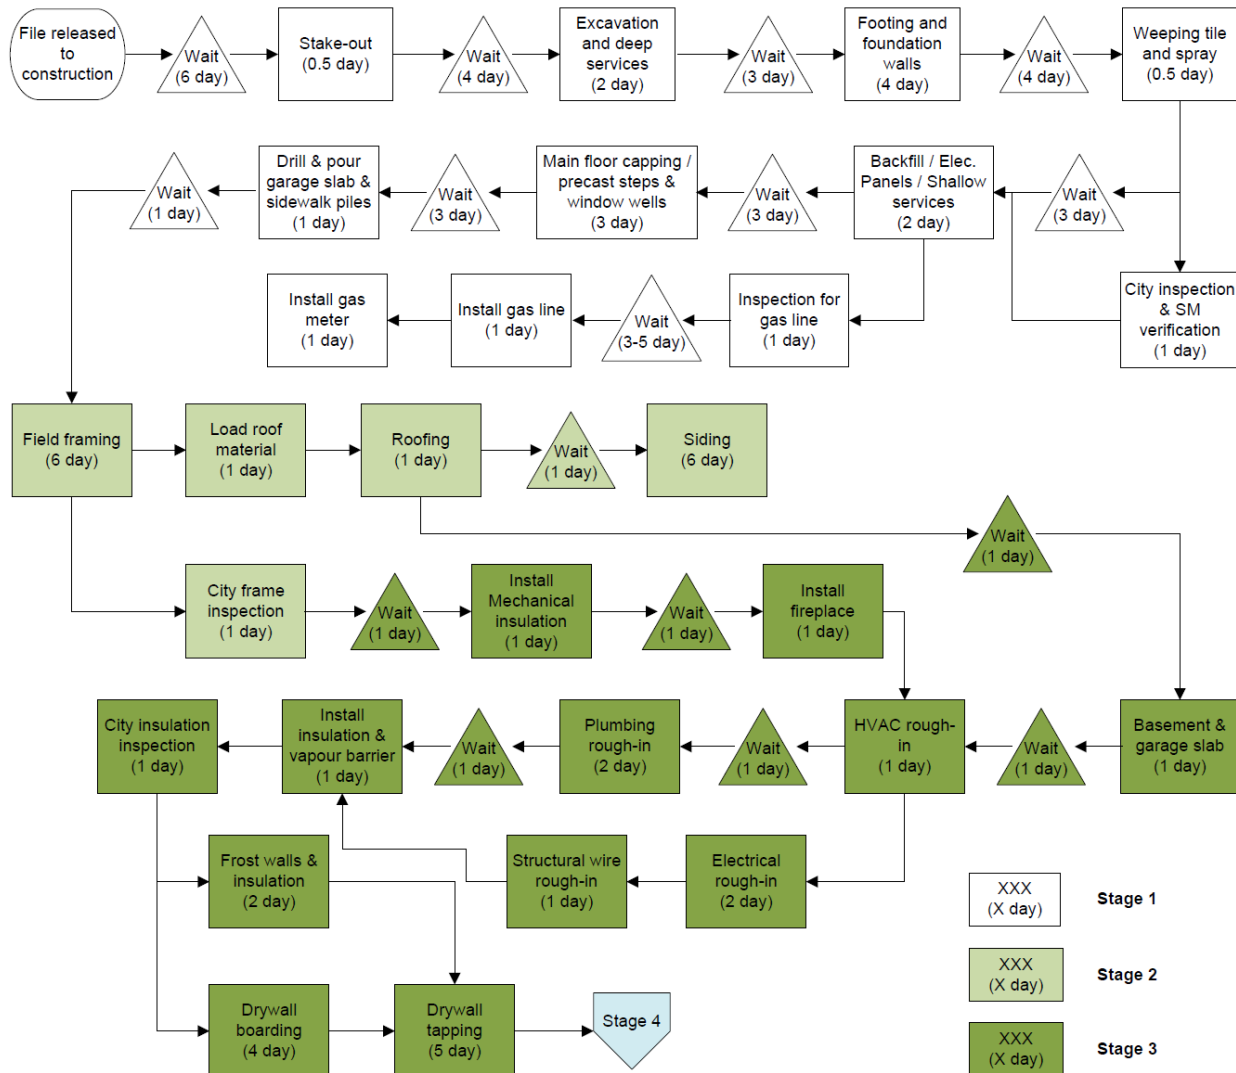 File released
to
construction
Wait
(6 day)
Stake-out
(0.5 day)
Wait
(4 day)
Excavation
and deep
services
(2 day)
Wait
(3 day)
Footing and
foundation
walls
(4 day)
Wait
(4 day)
Weeping tile
and spray
(0.5 day)
Wait
(1 day)
Drill & pour
garage slab &
sidewalk piles
(1 day)
Wait
(3 day)
Main floor capping /
precast steps &
window wells
(3 day)
Wait
(3 day)
Backfill / Elec.
Panels / Shallow
services
(2 day)
Wait
(3 day)
Install gas
meter
(1 day)
Install gas line
(1 day)
Wait
(3-5 day)
Inspection for
gas line
(1 day)
City inspection
& SM
verification
(1 day)
Field framing
(6 day)
Load roof
material
(1 day)
Roofing
(1 day)
Wait
(1 day)
Siding
(6 day)
Wait
(1 day)
City frame
inspection
(1 day)
Wait
(1 day)
Install
Mechanical
insulation
(1 day)
Wait
(1 day)
Install
fireplace
(1 day)
City insulation
inspection
(1 day)
Install
insulation &
vapour barrier
(1 day)
Wait
(1 day)
Plumbing
rough-in
(2 day)
Wait
(1 day)
HVAC rough-
in
(1 day)
Wait
(1 day)
Basement &
garage slab
(1 day)
Frost walls &
insulation
(2 day)
Structural wire
rough-in
(1 day)
Electrical
rough-in
(2 day)
XXX
(X day)
Stage 1
XXX
(X day)
Stage 2
Drywall
boarding
(4 day)
Drywall
tapping
(5 day)
Stage 4
XXX
(X day)
Stage 3